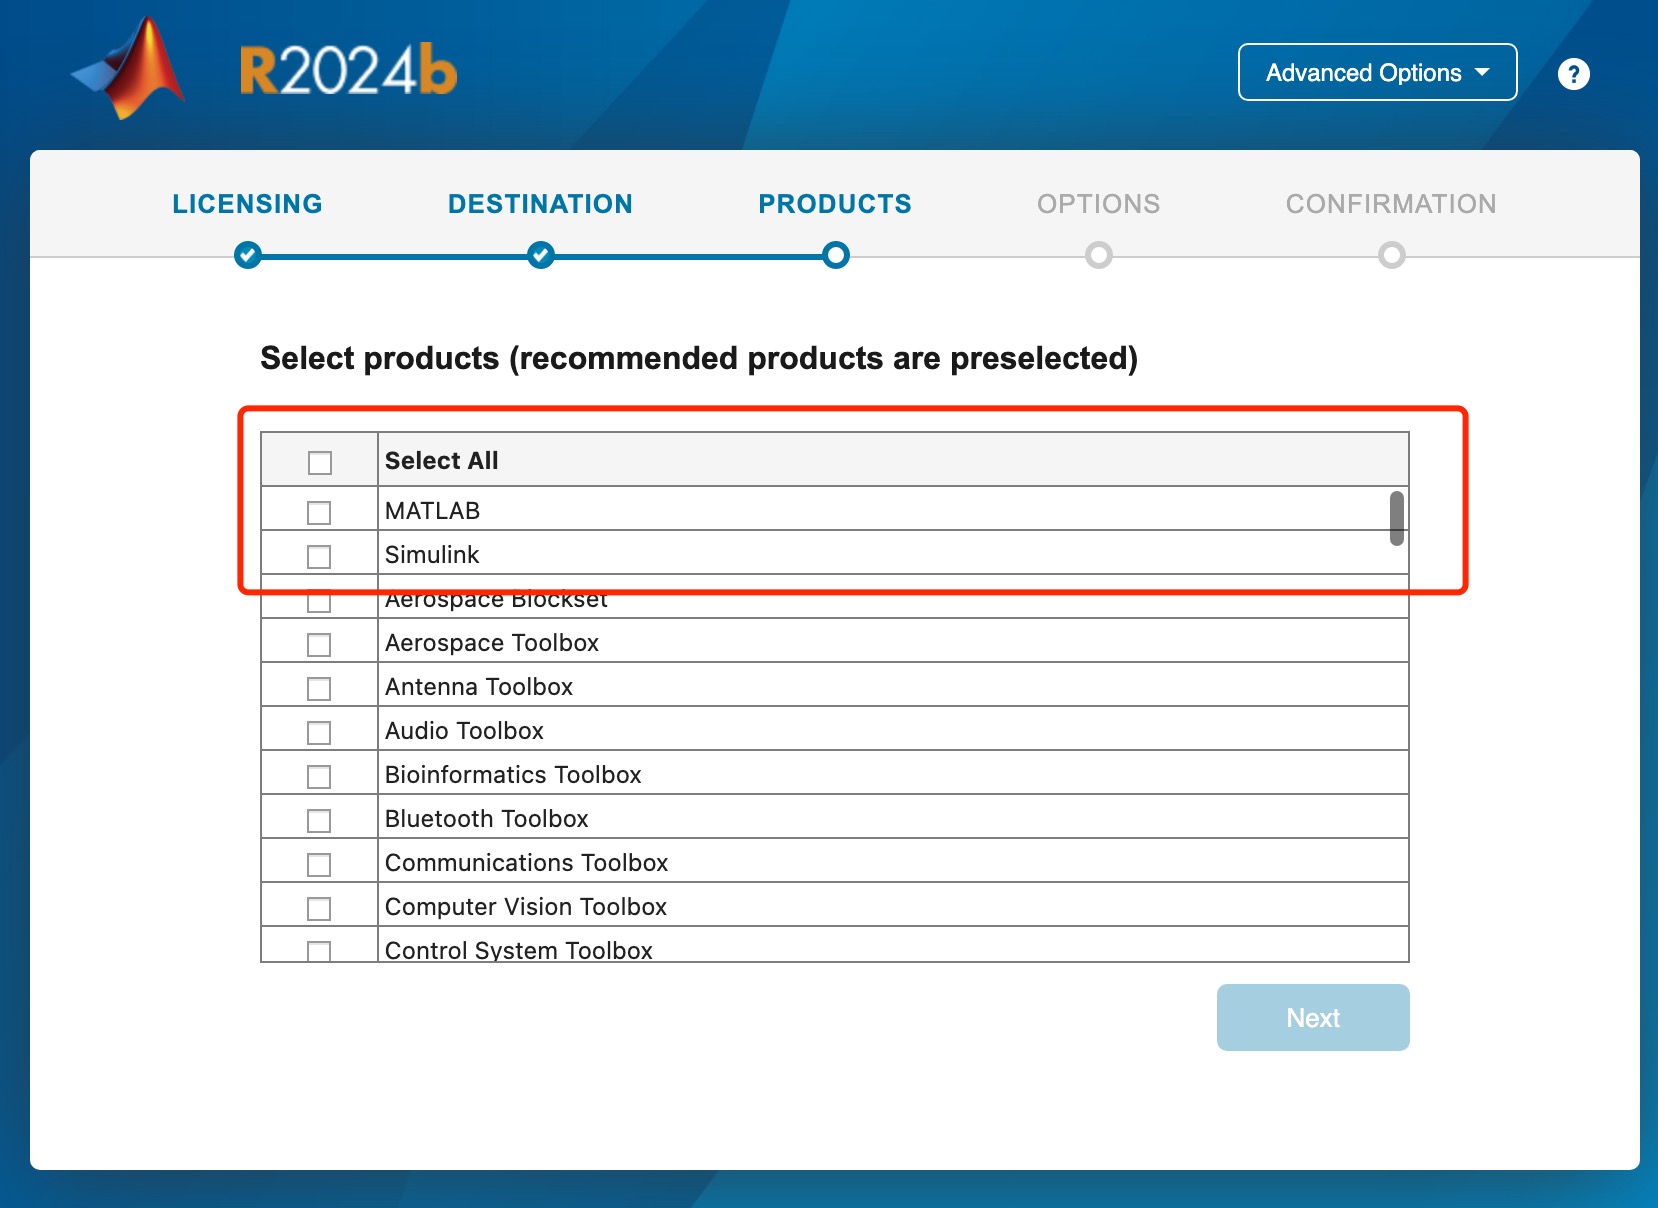 R2024b
Advanced Options
?
LICENSING DESTINATION PRODUCTS OPTIONS CONFIRMATION
Select products (recommended products are preselected)
Select All
MATLAB
Simulink
Aerospace Blockset
Aerospace Toolbox
Antenna Toolbox
Audio Toolbox
Bioinformatics Toolbox
Bluetooth Toolbox
Communications Toolbox
Computer Vision Toolbox
Control System Toolbox
Next